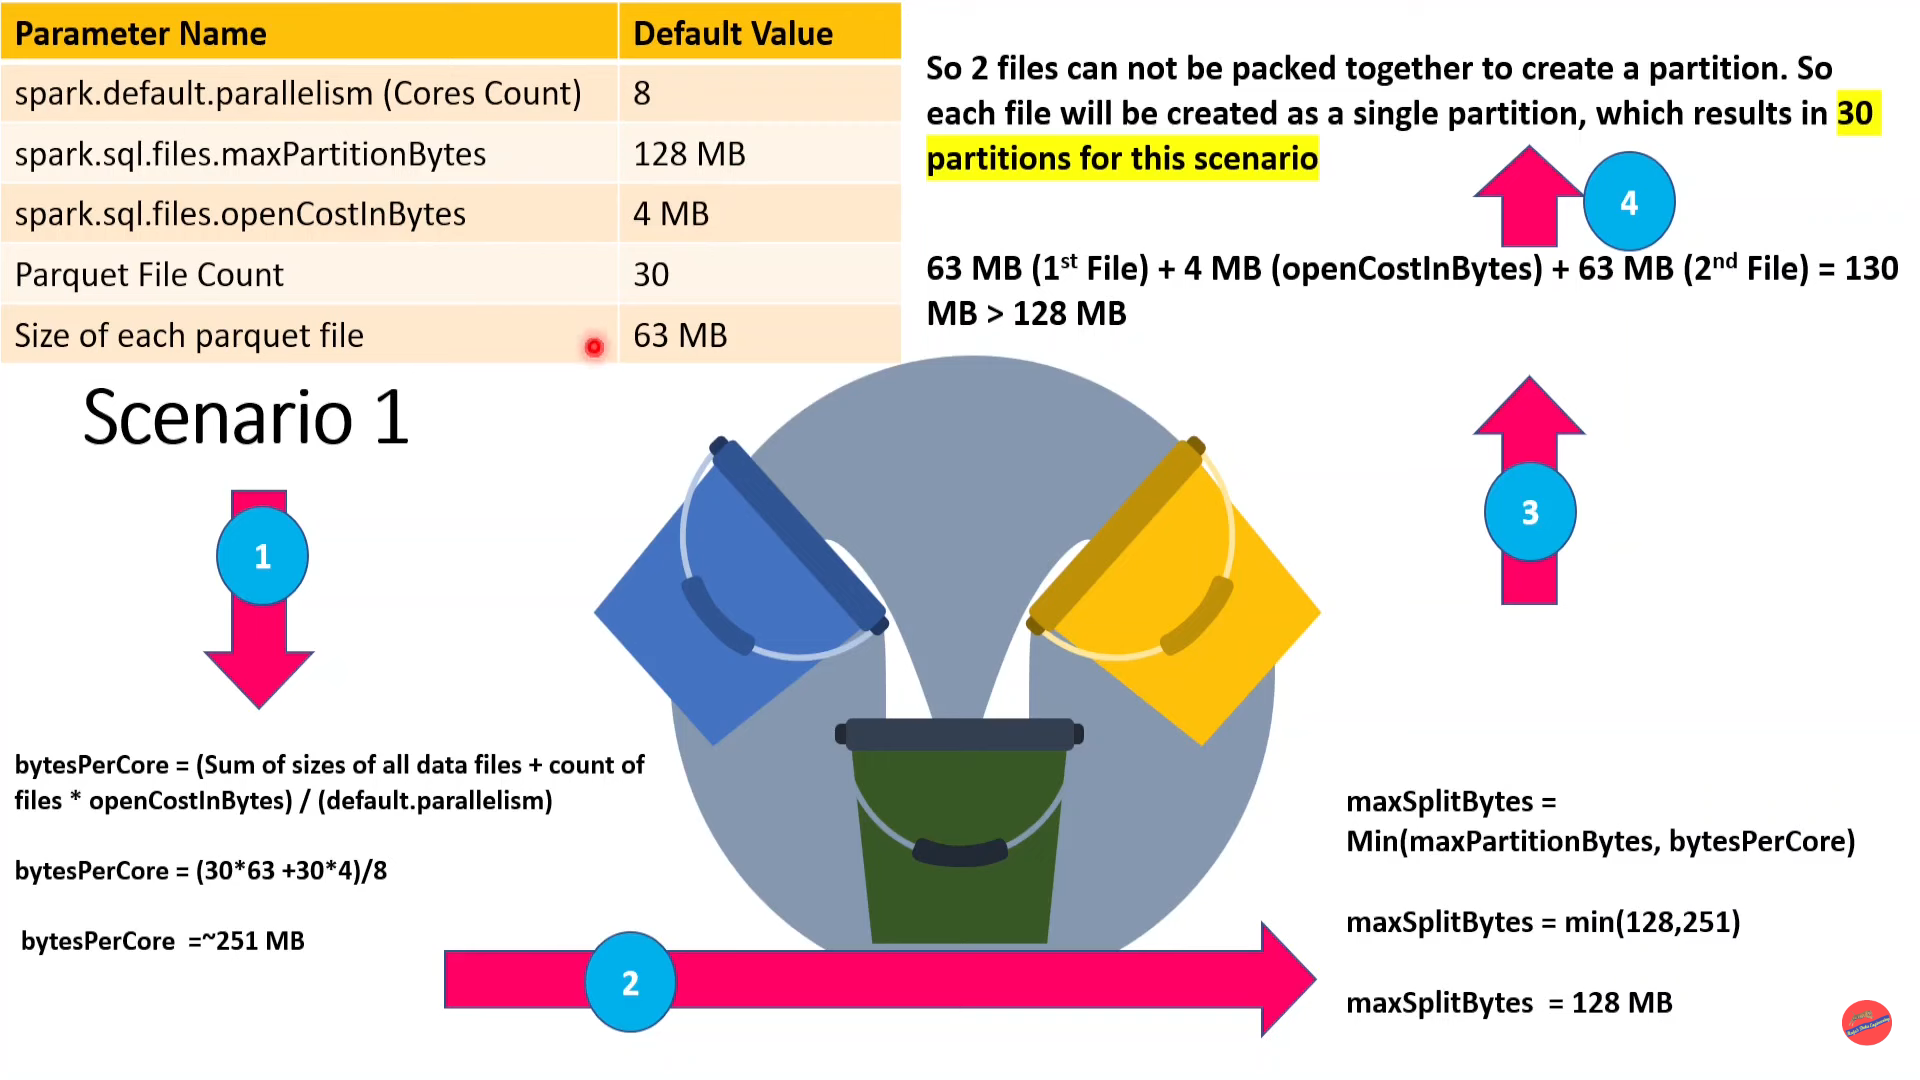 Parameter Name Default Value
spark.default.parallelism (Cores Count) 8
spark.sql.files.maxPartitionBytes 128 MB
spark.sql.files.openCostInBytes 4 MB
Parquet File Count 30
Size of each parquet file 63 MB
Scenario 1
1
bytesPerCore = (Sum of sizes of all data files + count of
files * openCostInBytes) / (default.parallelism)
bytesPerCore = (30*63 +30*4)/8
bytesPerCore =~251 MB
2
maxSplitBytes =
Min(maxPartitionBytes, bytesPerCore)
maxSplitBytes = min(128,251)
maxSplitBytes = 128 MB
3
63 MB (1st File) + 4 MB (openCostInBytes) + 63 MB (2nd File) = 130
MB > 128 MB
4
So 2 files can not be packed together to create a partition. So
each file will be created as a single partition, which results in 30
partitions for this scenario